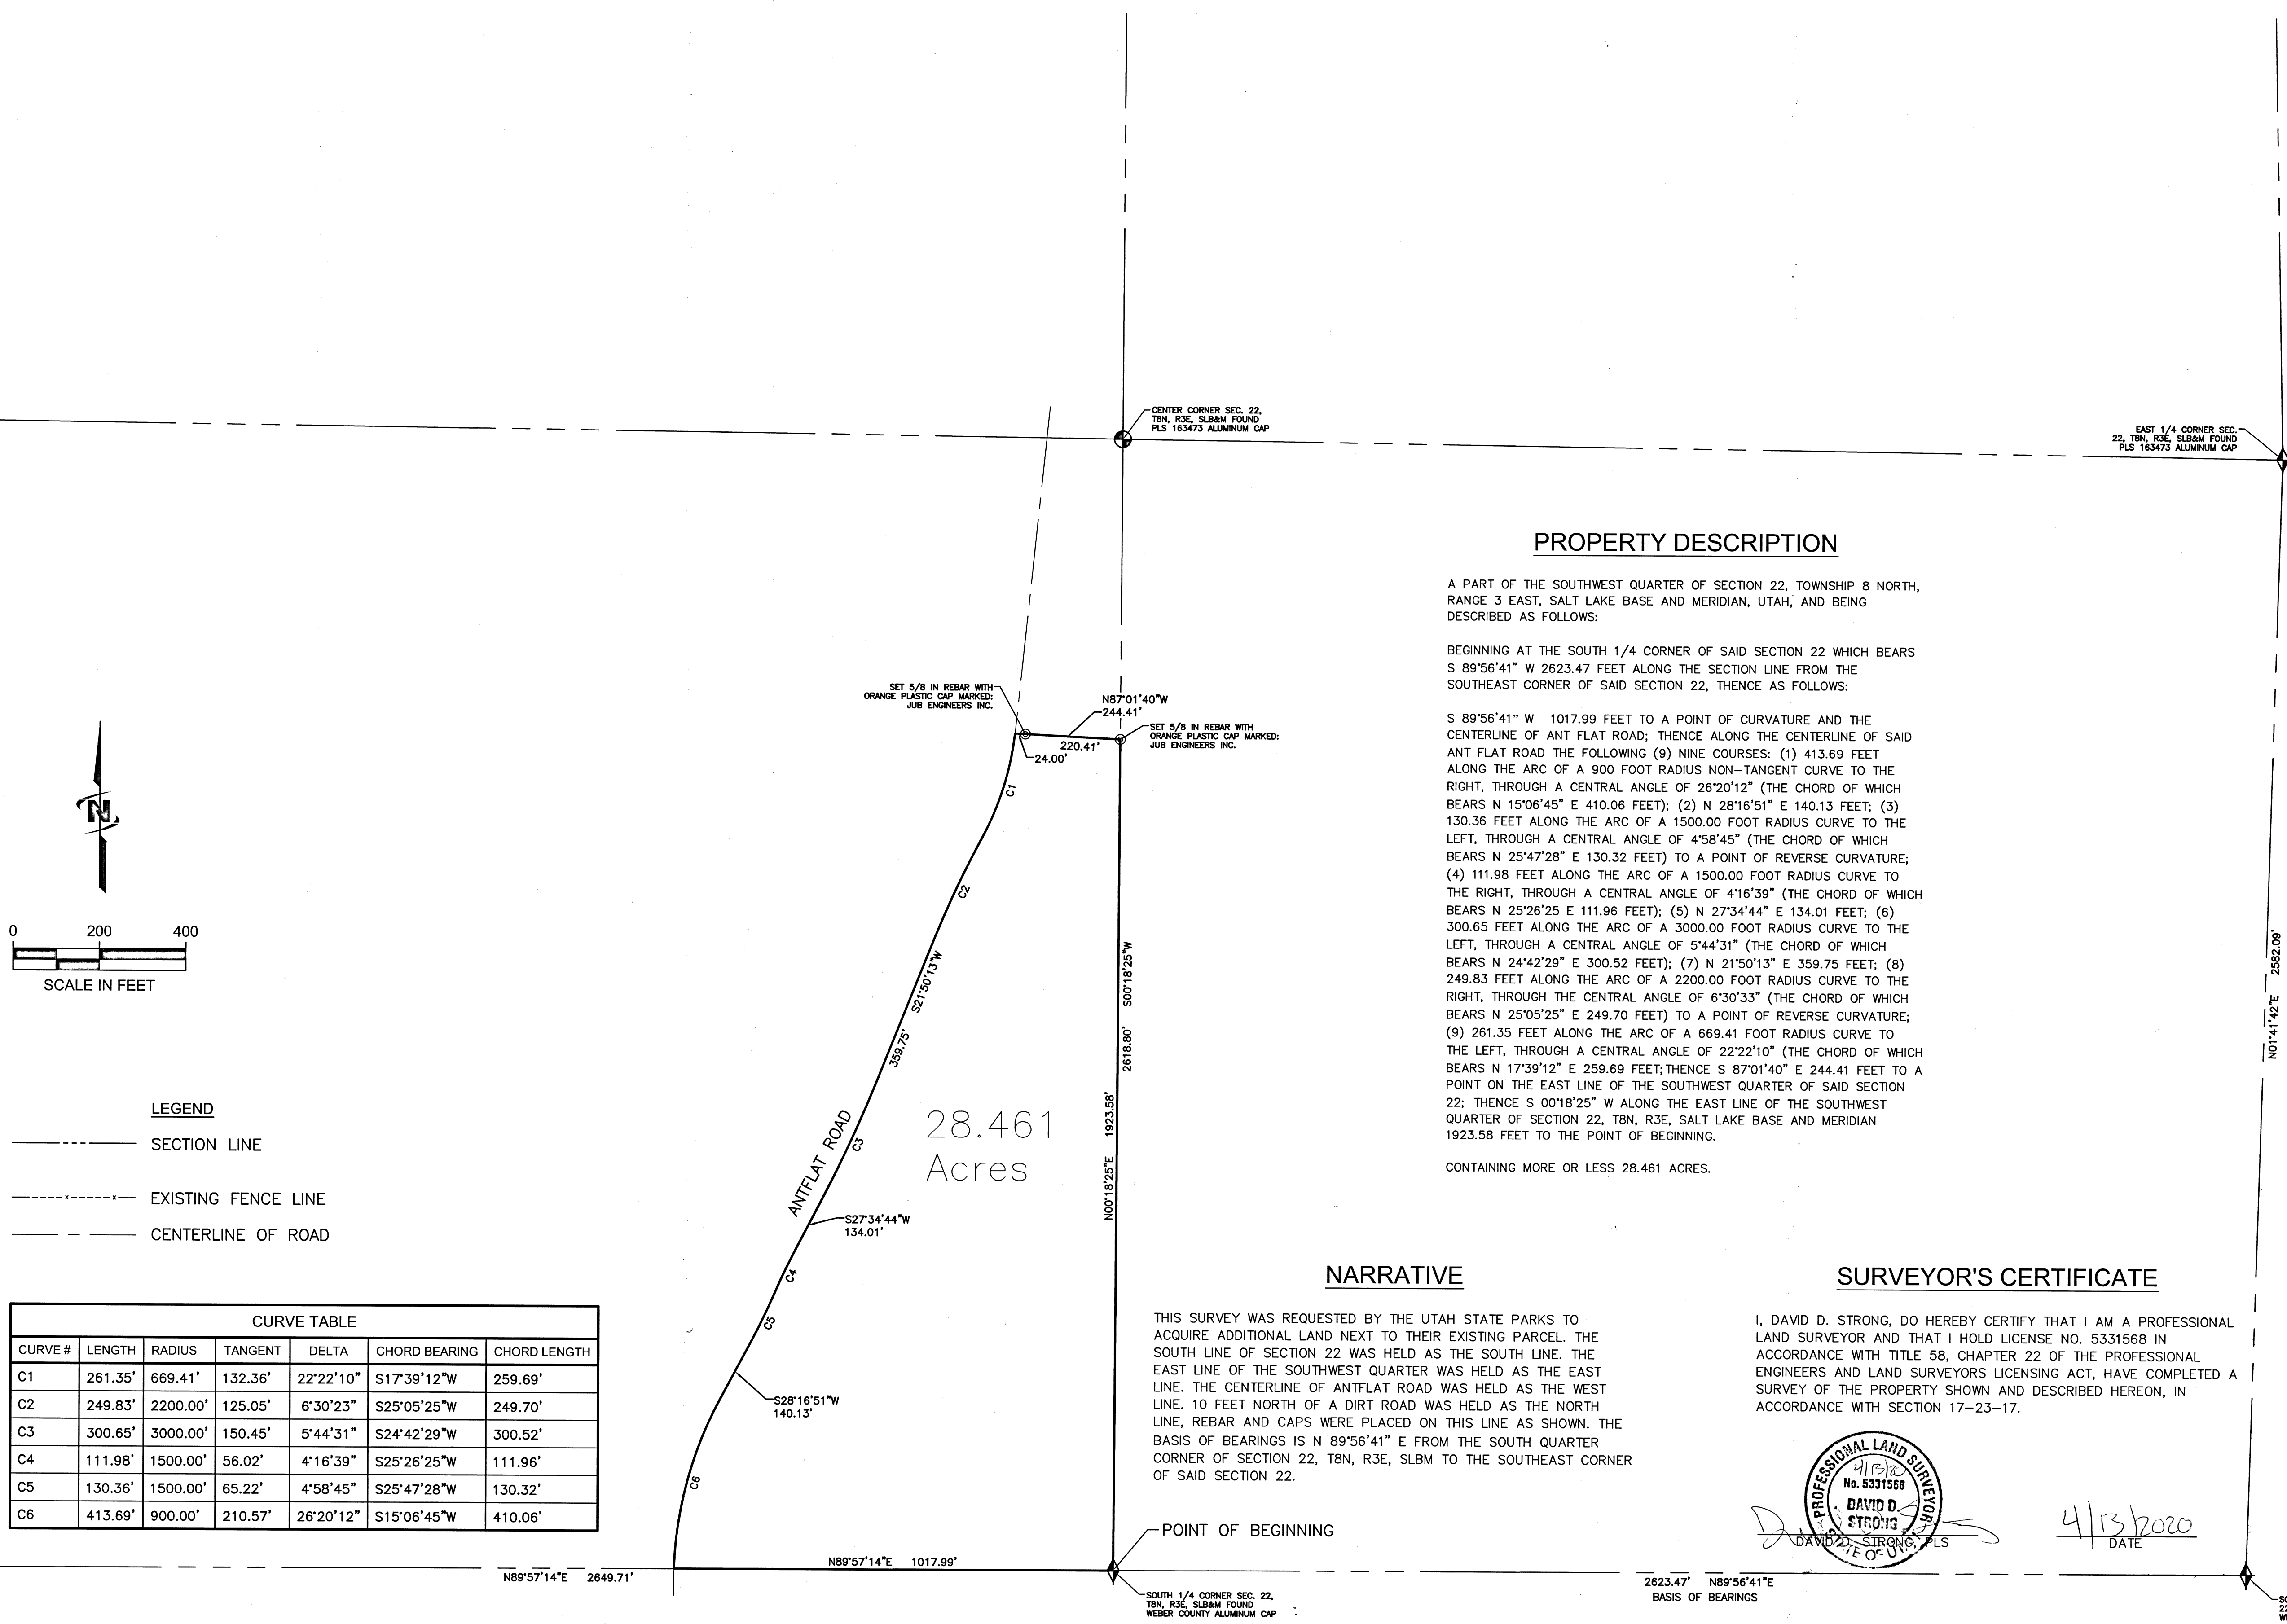 CENTER CORNER SEC. 22,
T8N, R3E, SLB&M FOUND
PLS 163473 ALUMINUM CAP
EAST 1/4 CORNER SEC.
22, T8N, R3E, SLB&M FOUND
PLS 163473 ALUMINUM CAP
PROPERTY DESCRIPTION
A PART OF THE SOUTHWEST QUARTER OF SECTION 22, TOWNSHIP 8 NORTH,
RANGE 3 EAST, SALT LAKE BASE AND MERIDIAN, UTAH, AND BEING
DESCRIBED AS FOLLOWS:
BEGINNING AT THE SOUTH 1/4 CORNER OF SAID SECTION 22 WHICH BEARS
S 89°56'41" W 2623.47 FEET ALONG THE SECTION LINE FROM THE
SOUTHEAST CORNER OF SAID SECTION 22, THENCE AS FOLLOWS:
S 89°56'41" W 1017.99 FEET TO A POINT OF CURVATURE AND THE
CENTERLINE OF ANT FLAT ROAD; THENCE ALONG THE CENTERLINE OF SAID
ANT FLAT ROAD THE FOLLOWING (9) NINE COURSES: (1) 413.69 FEET
ALONG THE ARC OF A 900 FOOT RADIUS NON-TANGENT CURVE TO THE
RIGHT, THROUGH A CENTRAL ANGLE OF 26°20'12" (THE CHORD OF WHICH
BEARS N 15°06'45" E 410.06 FEET); (2) N 28°16'51" E 140.13 FEET; (3)
130.36 FEET ALONG THE ARC OF A 1500.00 FOOT RADIUS CURVE TO THE
LEFT, THROUGH A CENTRAL ANGLE OF 4°58'45" (THE CHORD OF WHICH
BEARS N 25°47'28" E 130.32 FEET) TO A POINT OF REVERSE CURVATURE;
(4) 111.98 FEET ALONG THE ARC OF A 1500.00 FOOT RADIUS CURVE TO
THE RIGHT, THROUGH A CENTRAL ANGLE OF 4°16'39" (THE CHORD OF WHICH
BEARS N 25°26'25 E 111.96 FEET); (5) N 27°34'44" E 134.01 FEET; (6)
300.65 FEET ALONG THE ARC OF A 3000.00 FOOT RADIUS CURVE TO THE
LEFT, THROUGH A CENTRAL ANGLE OF 5°44'31" (THE CHORD OF WHICH
BEARS N 24°42'29" E 300.52 FEET); (7) N 21°50'13" E 359.75 FEET; (8)
249.83 FEET ALONG THE ARC OF A 2200.00 FOOT RADIUS CURVE TO THE
RIGHT, THROUGH THE CENTRAL ANGLE OF 6°30'33" (THE CHORD OF WHICH
BEARS N 25°05'25" E 249.70 FEET) TO A POINT OF REVERSE CURVATURE;
(9) 261.35 FEET ALONG THE ARC OF A 669.41 FOOT RADIUS CURVE TO
THE LEFT, THROUGH A CENTRAL ANGLE OF 22°22'10" (THE CHORD OF WHICH
BEARS N 17°39'12" E 259.69 FEET; THENCE S 87°01'40" E 244.41 FEET TO A
POINT ON THE EAST LINE OF THE SOUTHWEST QUARTER OF SAID SECTION
22; THENCE S 00°18'25" W ALONG THE EAST LINE OF THE SOUTHWEST
QUARTER OF SECTION 22, T8N, R3E, SALT LAKE BASE AND MERIDIAN
1923.58 FEET TO THE POINT OF BEGINNING.
CONTAINING MORE OR LESS 28.461 ACRES.
SET 5/8 IN REBAR WITH
ORANGE PLASTIC CAP MARKED:
JUB ENGINEERS INC.
N87°01'40"W
244.41'
SET 5/8 IN REBAR WITH
ORANGE PLASTIC CAP MARKED:
JUB ENGINEERS INC.
220.41'
24.00'
C1
C2
359.75' S21°50'13"W
2618.80' S00°18'25"W
N00°18'25"E 1923.58'
N01°41'42"E 2582.09'
28.461
Acres
ANTFLAT ROAD
C3
S27°34'44"W
134.01'
C4
C5
S28°16'51"W
140.13'
C6
N
0 200 400
SCALE IN FEET
LEGEND
SECTION LINE
x x EXISTING FENCE LINE
CENTERLINE OF ROAD
CURVE TABLE
CURVE # LENGTH RADIUS TANGENT DELTA CHORD BEARING CHORD LENGTH
C1 261.35' 669.41' 132.36' 22°22'10" S17°39'12"W 259.69'
C2 249.83' 2200.00' 125.05' 6°30'23" S25°05'25"W 249.70'
C3 300.65' 3000.00' 150.45' 5°44'31" S24°42'29"W 300.52'
C4 111.98' 1500.00' 56.02' 4°16'39" S25°26'25"W 111.96'
C5 130.36' 1500.00' 65.22' 4°58'45" S25°47'28"W 130.32'
C6 413.69' 900.00' 210.57' 26°20'12" S15°06'45"W 410.06'
NARRATIVE
THIS SURVEY WAS REQUESTED BY THE UTAH STATE PARKS TO
ACQUIRE ADDITIONAL LAND NEXT TO THEIR EXISTING PARCEL. THE
SOUTH LINE OF SECTION 22 WAS HELD AS THE SOUTH LINE. THE
EAST LINE OF THE SOUTHWEST QUARTER WAS HELD AS THE EAST
LINE. THE CENTERLINE OF ANTFLAT ROAD WAS HELD AS THE WEST
LINE. 10 FEET NORTH OF A DIRT ROAD WAS HELD AS THE NORTH
LINE, REBAR AND CAPS WERE PLACED ON THIS LINE AS SHOWN. THE
BASIS OF BEARINGS IS N 89°56'41" E FROM THE SOUTH QUARTER
CORNER OF SECTION 22, T8N, R3E, SLBM TO THE SOUTHEAST CORNER
OF SAID SECTION 22.
SURVEYOR'S CERTIFICATE
I, DAVID D. STRONG, DO HEREBY CERTIFY THAT I AM A PROFESSIONAL
LAND SURVEYOR AND THAT I HOLD LICENSE NO. 5331568 IN
ACCORDANCE WITH TITLE 58, CHAPTER 22 OF THE PROFESSIONAL
ENGINEERS AND LAND SURVEYORS LICENSING ACT, HAVE COMPLETED A
SURVEY OF THE PROPERTY SHOWN AND DESCRIBED HEREON, IN
ACCORDANCE WITH SECTION 17-23-17.
PROFESSIONAL LAND SURVEYOR
4/13/20
No. 5331568
DAVID D.
STRONG
STATE OF UTAH
DAVID D. STRONG, PLS
4/13/2020
DATE
POINT OF BEGINNING
N89°57'14"E 1017.99'
N89°57'14"E 2649.71'
SOUTH 1/4 CORNER SEC. 22,
T8N, R3E, SLB&M FOUND
WEBER COUNTY ALUMINUM CAP
2623.47' N89°56'41"E
BASIS OF BEARINGS